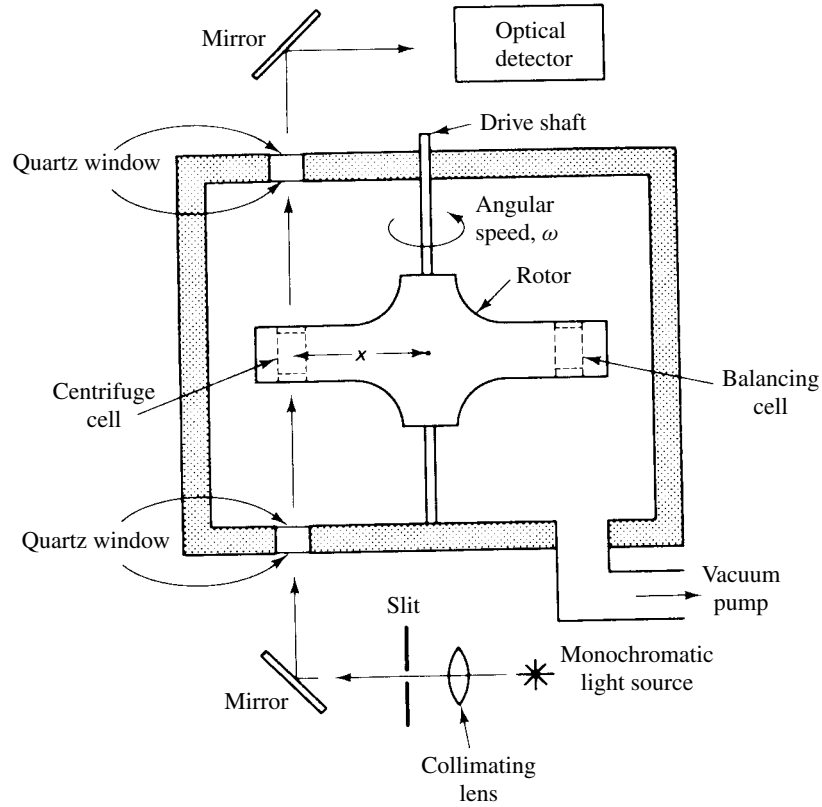 Mirror
Optical
detector
Drive shaft
Quartz window
Angular
speed, ω
Rotor
x
Centrifuge
cell
Balancing
cell
Quartz window
Vacuum
pump
Slit
Monochromatic
light source
Mirror
Collimating
lens